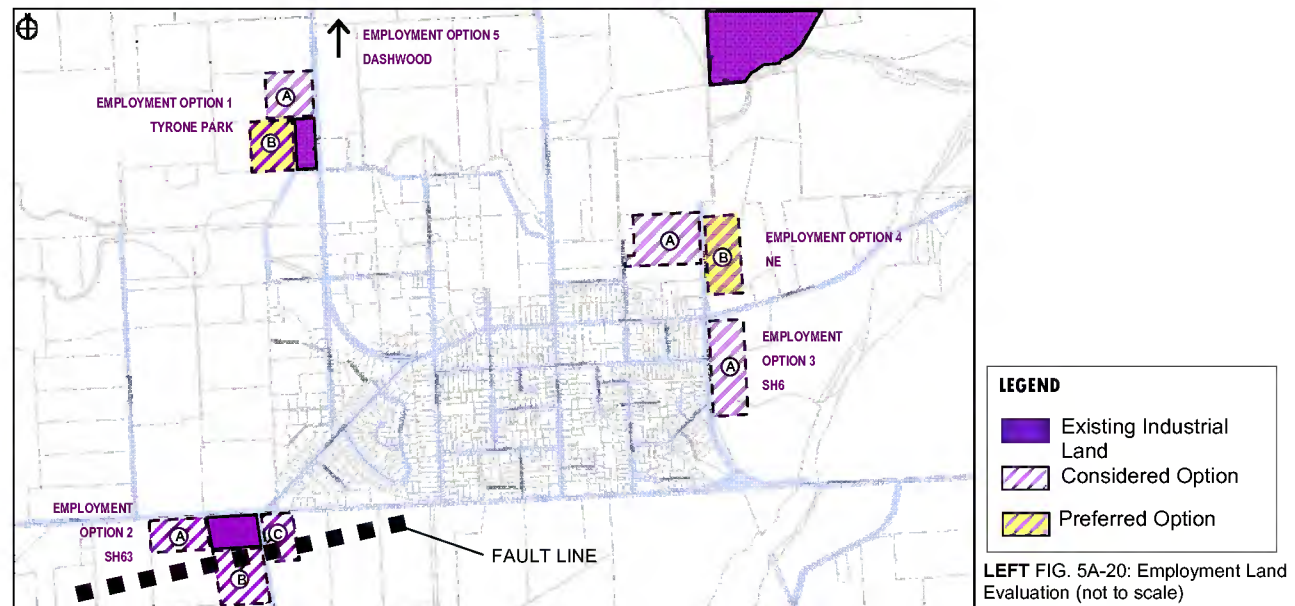 EMPLOYMENT OPTION 5
DASHWOOD
EMPLOYMENT OPTION 1
TYRONE PARK
A
B
A
B
EMPLOYMENT OPTION 4
NE
A
EMPLOYMENT
OPTION 3
SH6
EMPLOYMENT
OPTION 2
SH63
A
C
B
FAULT LINE
LEGEND
Existing Industrial
Land
Considered Option
Preferred Option
LEFT FIG. 5A-20: Employment Land
Evaluation (not to scale)